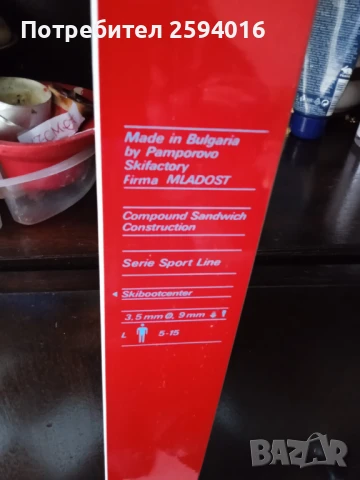 Потребител 2594016
Made in Bulgaria
by Pamporovo
Skifactory
Firma MLADOST
Compound Sandwich
Construction
Serie Sport Line
Skibootcenter
3.5 mm Ø. 9 mm
L 5-15
BAZAR